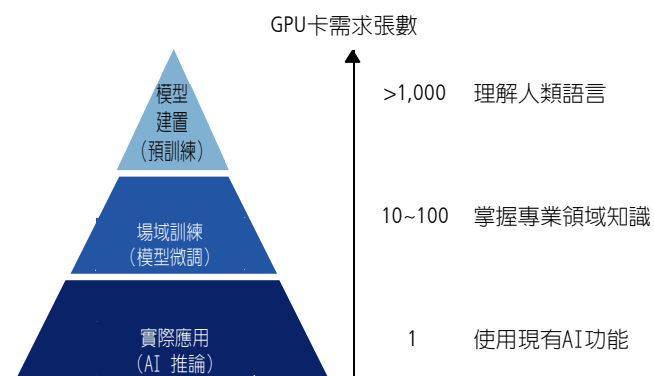 GPU卡需求張數
模型
建置
(預訓練)
>1,000 理解人類語言
場域訓練
(模型微調)
10~100 掌握專業領域知識
實際應用
(AI 推論)
1 使用現有AI功能